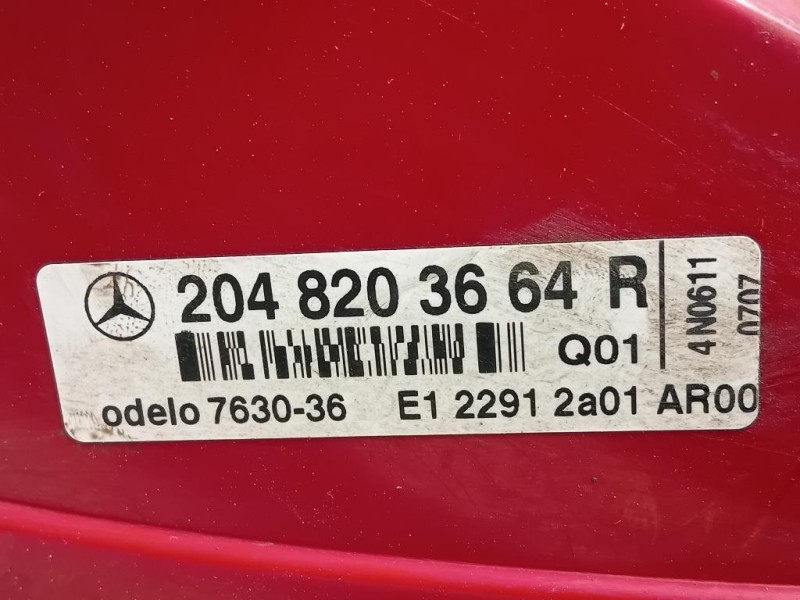 204 820 36 64 R
Q01
odelo 7630-36 E1 2291 2a01 AR00
4N0611
0707